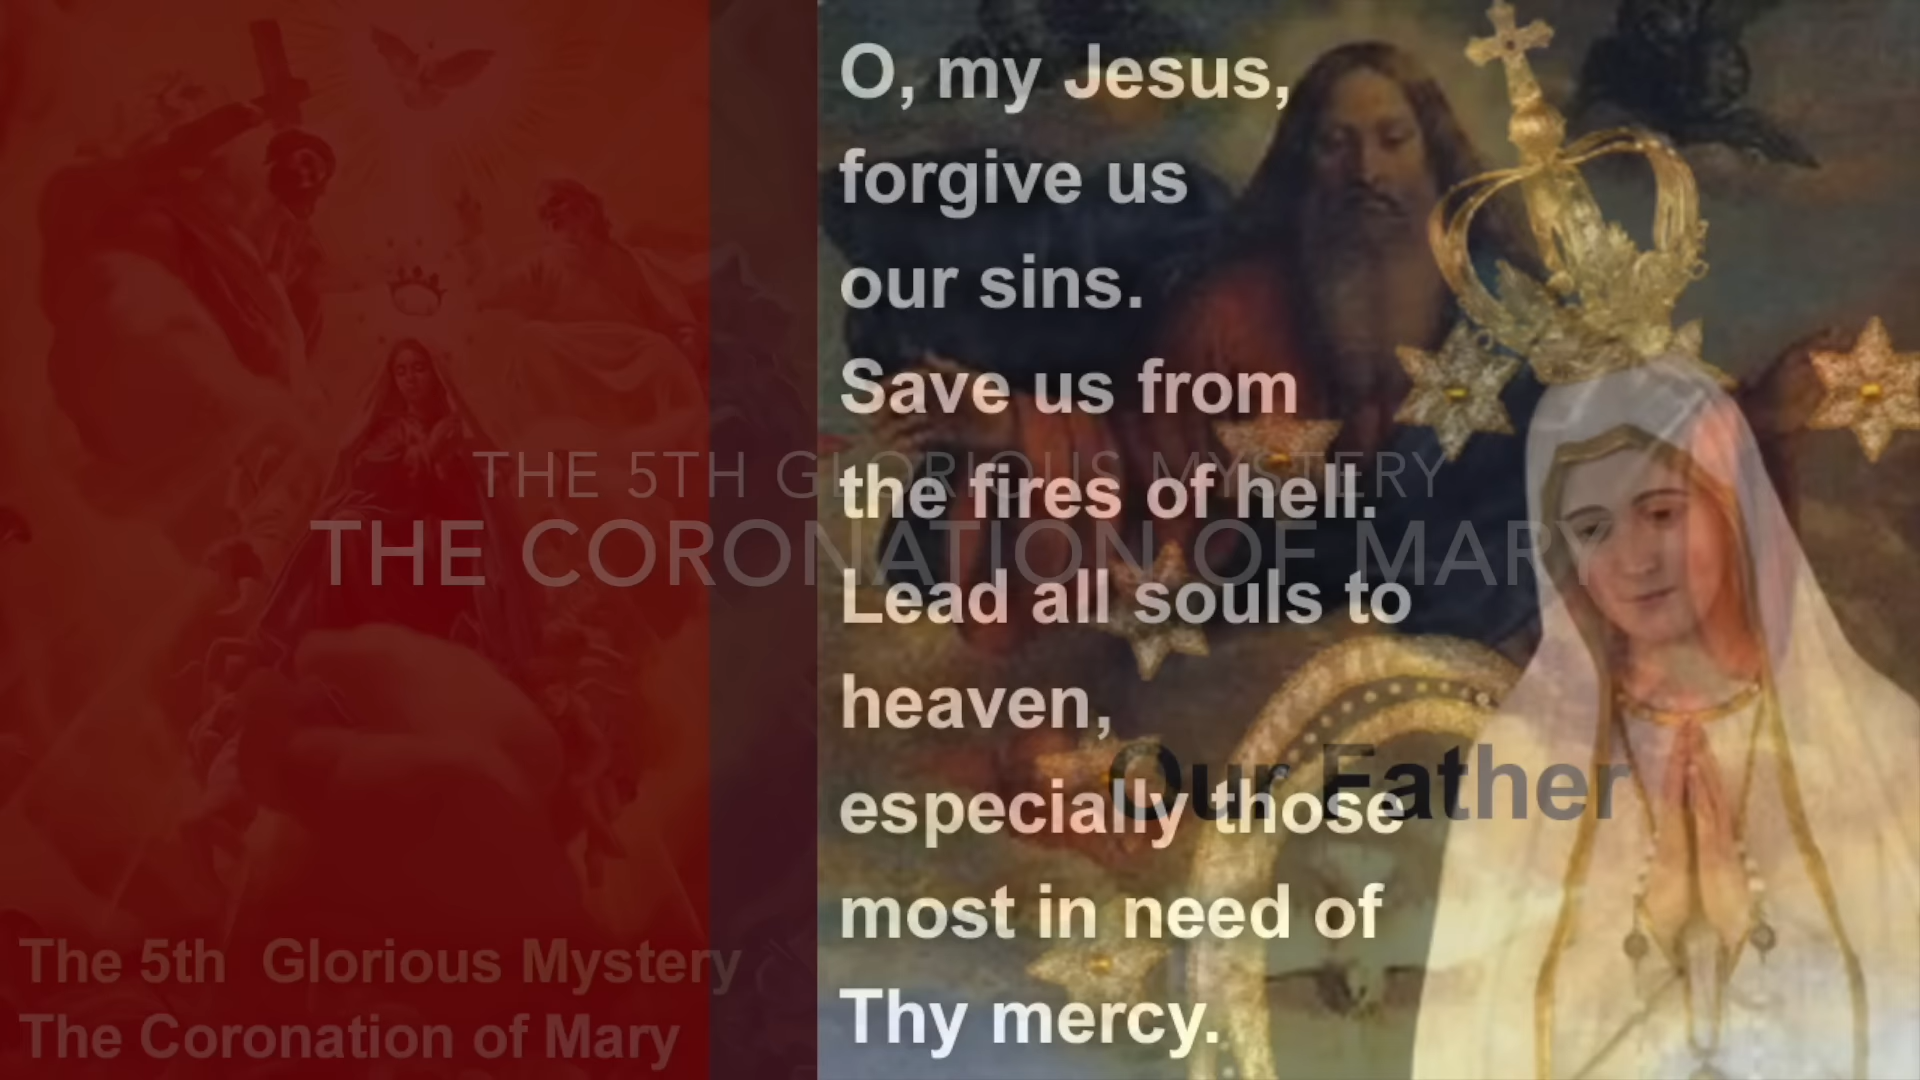 O, my Jesus,
forgive us
our sins.
Save us from
the fires of hell.
Lead all souls to
heaven,
especially those
most in need of
Thy mercy.
THE 5TH GLORIOUS MYSTERY
THE CORONATION OF MARY
Our Father
The 5th  Glorious Mystery
The Coronation of Mary